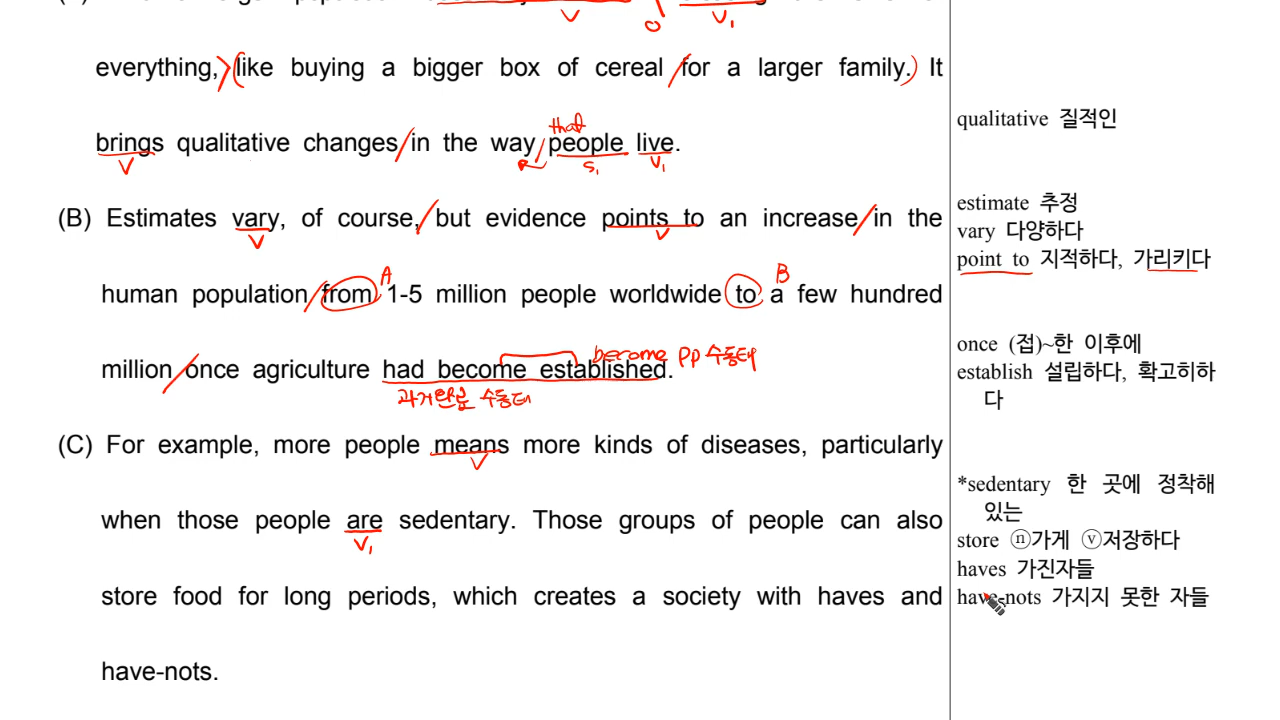 V
O
V1
everything, (like buying a bigger box of cereal for a larger family.) It
that
brings qualitative changes in the way people live.
V
S1
V1
(B) Estimates vary, of course, but evidence points to an increase in the
V
V
A
B
human population from 1-5 million people worldwide to a few hundred
become pp 수동태
million once agriculture had become established.
과거완료 수동태
(C) For example, more people means more kinds of diseases, particularly
V
when those people are sedentary. Those groups of people can also
V1
store food for long periods, which creates a society with haves and
have-nots.
qualitative 질적인
estimate 추정
vary 다양하다
point to 지적하다, 가리키다
once (접)~한 이후에
establish 설립하다, 확고히하
다
*sedentary 한 곳에 정착해
있는
store ⓝ가게 ⓥ저장하다
haves 가진자들
have-nots 가지지 못한 자들